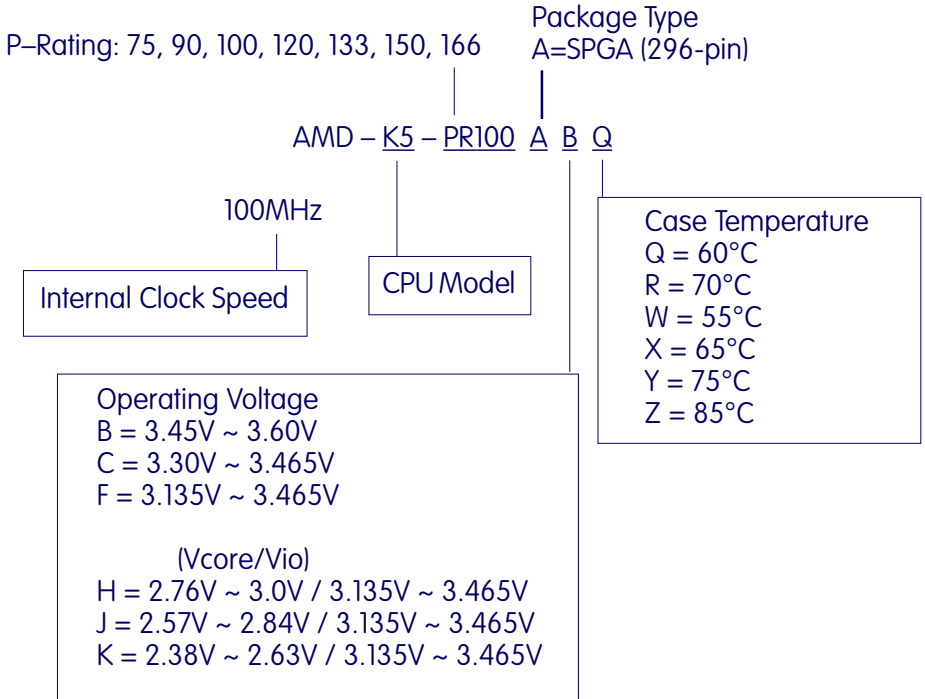 Package Type
P–Rating: 75, 90, 100, 120, 133, 150, 166
A=SPGA (296-pin)
AMD – K5 – PR100 A B Q
100MHz
Internal Clock Speed
CPU Model
Case Temperature
Q = 60°C
R = 70°C
W = 55°C
X = 65°C
Y = 75°C
Z = 85°C
Operating Voltage
B = 3.45V ~ 3.60V
C = 3.30V ~ 3.465V
F = 3.135V ~ 3.465V
(Vcore/Vio)
H = 2.76V ~ 3.0V / 3.135V ~ 3.465V
J = 2.57V ~ 2.84V / 3.135V ~ 3.465V
K = 2.38V ~ 2.63V / 3.135V ~ 3.465V